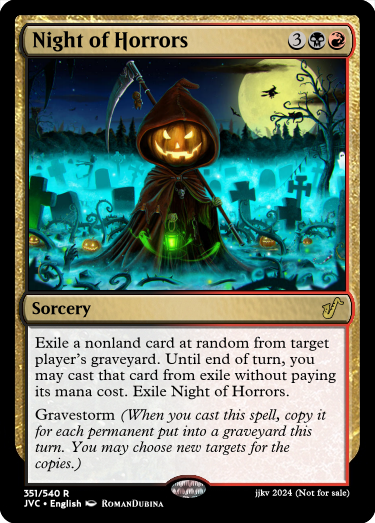 Night of Horrors 3
Sorcery
Exile a nonland card at random from target
player's graveyard. Until end of turn, you
may cast that card from exile without paying
its mana cost. Exile Night of Horrors.
Gravestorm (When you cast this spell, copy it
for each permanent put into a graveyard this
turn. You may choose new targets for the
copies.)
351/540 R
JVC • English RomanDubina
jjkv 2024 (Not for sale)